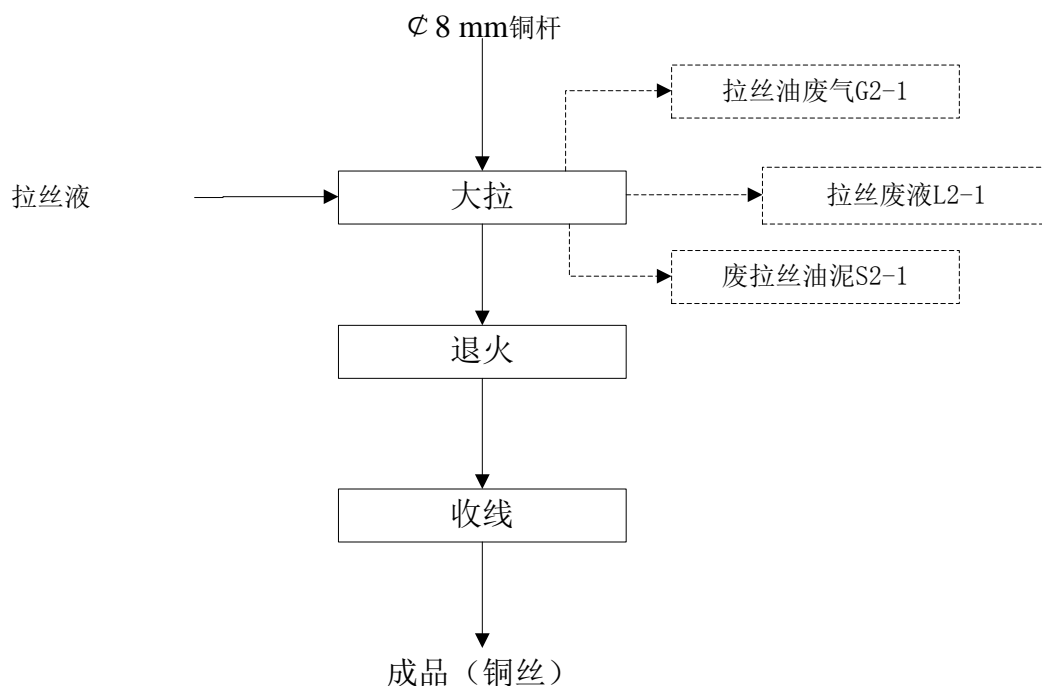 ₵8 mm铜杆
拉丝油废气G2-1
拉丝液
大拉
拉丝废液L2-1
废拉丝油泥S2-1
退火
收线
成品（铜丝）